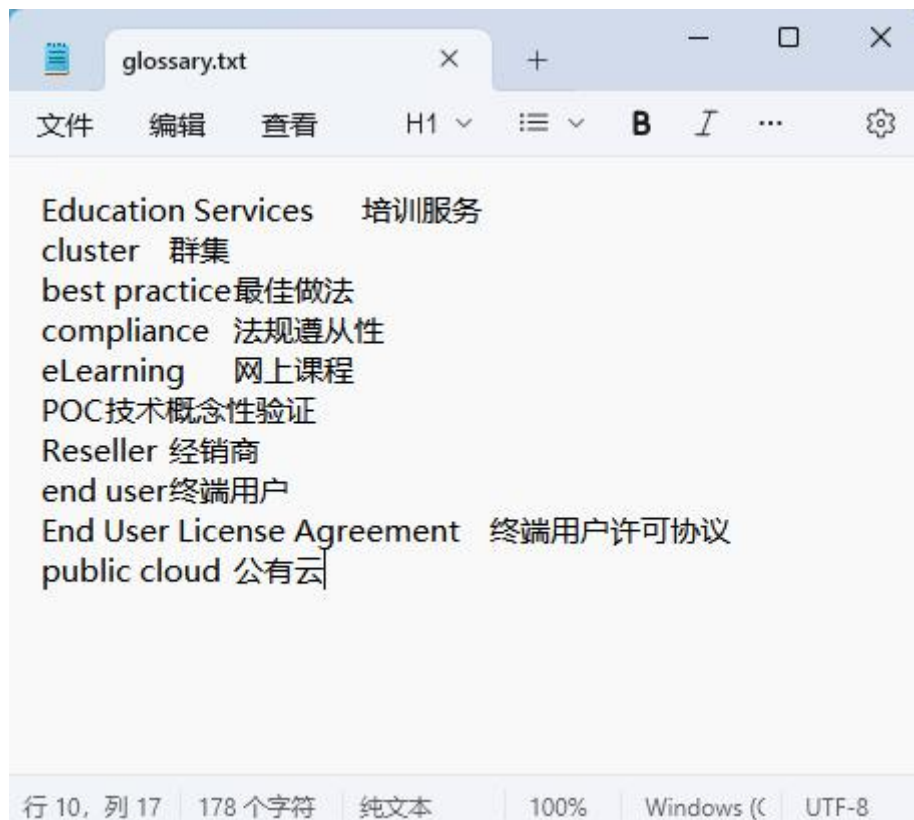 glossary.txt
文件 编辑 查看 H1 B I ...
Education Services 培训服务
cluster 群集
best practice最佳做法
compliance 法规遵从性
eLearning 网上课程
POC技术概念性验证
Reseller 经销商
end user终端用户
End User License Agreement 终端用户许可协议
public cloud 公有云
行 10, 列 17 178 个字符 纯文本 100% Windows (C UTF-8